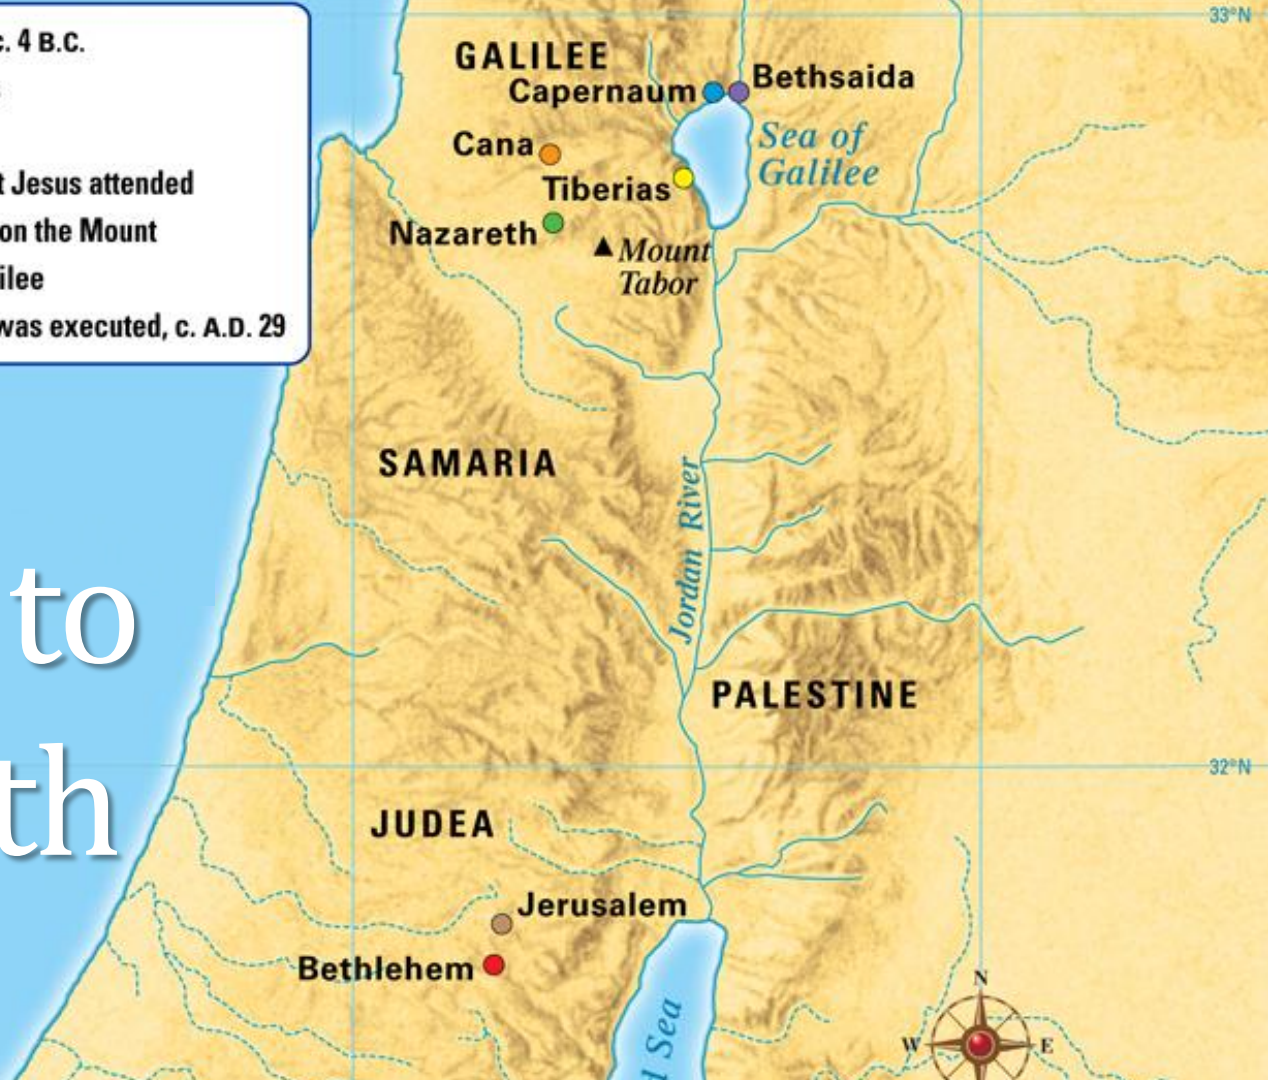 c. 4 B.C.
t Jesus attended
on the Mount
ilee
was executed, c. A.D. 29
to
th
33°N
GALILEE
Capernaum
Bethsaida
Cana
Sea of
Galilee
Tiberias
Nazareth
Mount
Tabor
SAMARIA
Jordan River
PALESTINE
32°N
JUDEA
Jerusalem
Bethlehem
d Sea
N
W
E